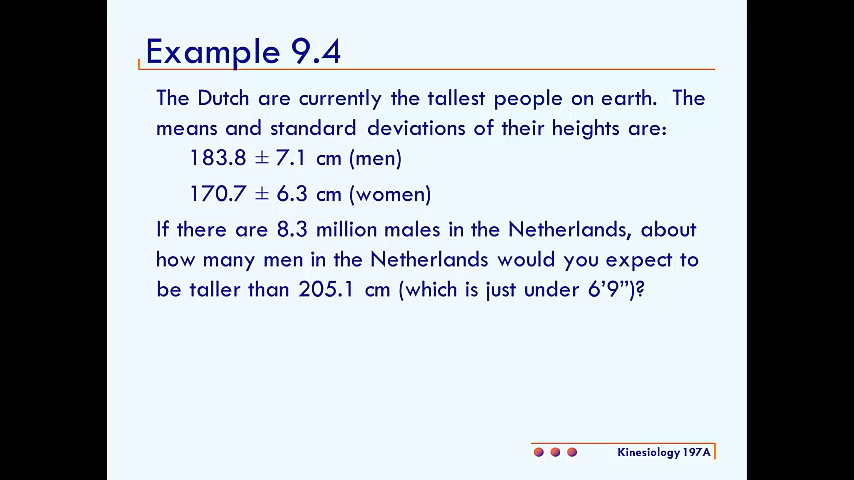 Example 9.4
The Dutch are currently the tallest people on earth. The
means and standard deviations of their heights are:
183.8 ± 7.1 cm (men)
170.7 ± 6.3 cm (women)
If there are 8.3 million males in the Netherlands, about
how many men in the Netherlands would you expect to
be taller than 205.1 cm (which is just under 6’9”)?
Kinesiology 197A